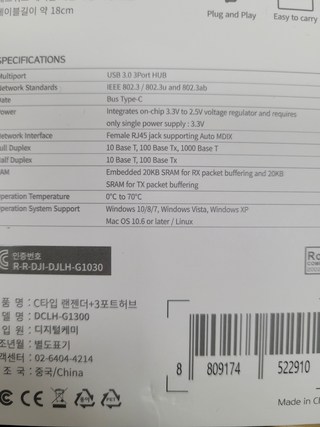 케이블길이 약 18cm
Plug and Play
Easy to carry
SPECIFICATIONS
Multiport USB 3.0 3Port HUB
Network Standards IEEE 802.3 / 802.3u and 802.3ab
Rate Bus Type-C
Power Integrates on-chip 3.3V to 2.5V voltage regulator and requires
only single power supply : 3.3V
Network Interface Female RJ45 jack supporting Auto MDIX
Full Duplex 10 Base T, 100 Base Tx, 1000 Base T
Half Duplex 10 Base T, 100 Base Tx
RAM Embedded 20KB SRAM for RX packet buffering and 20KB
SRAM for TX packet buffering
Operation Temperature 0°C to 70°C
Operation System Support Windows 10/8/7, Windows Vista, Windows XP
Mac OS 10.6 or later / Linux
인증번호
R-R-DJI-DJLH-G1030
품 명 : C타입 랜젠더+3포트허브
델 명 : DCLH-G1300
입 원 : 디지털케미
조년월 : 별도표기
객센터 : 02-6404-4214
조 국 : 중국/China
8 809174 522910
Made in